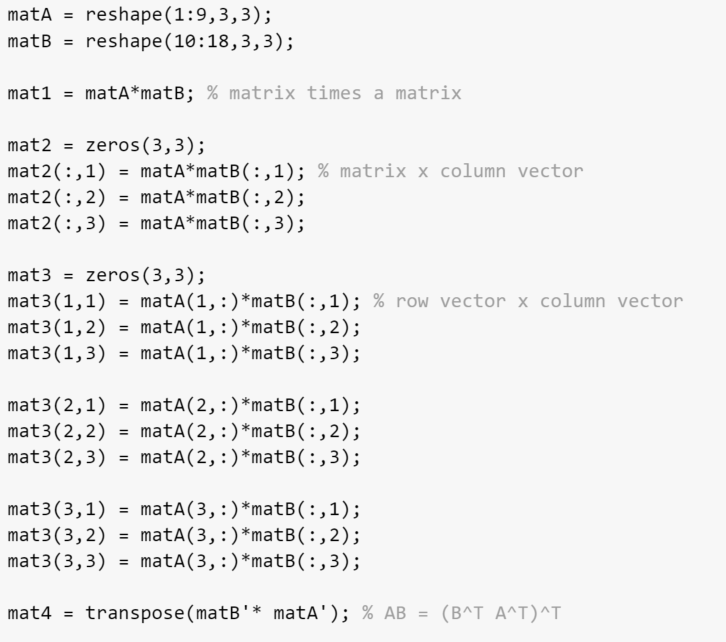 matA = reshape(1:9,3,3);
matB = reshape(10:18,3,3);
mat1 = matA*matB; % matrix times a matrix
mat2 = zeros(3,3);
mat2(:,1) = matA*matB(:,1); % matrix x column vector
mat2(:,2) = matA*matB(:,2);
mat2(:,3) = matA*matB(:,3);
mat3 = zeros(3,3);
mat3(1,1) = matA(1,:)*matB(:,1); % row vector x column vector
mat3(1,2) = matA(1,:)*matB(:,2);
mat3(1,3) = matA(1,:)*matB(:,3);
mat3(2,1) = matA(2,:)*matB(:,1);
mat3(2,2) = matA(2,:)*matB(:,2);
mat3(2,3) = matA(2,:)*matB(:,3);
mat3(3,1) = matA(3,:)*matB(:,1);
mat3(3,2) = matA(3,:)*matB(:,2);
mat3(3,3) = matA(3,:)*matB(:,3);
mat4 = transpose(matB'* matA'); % AB = (B^T A^T)^T